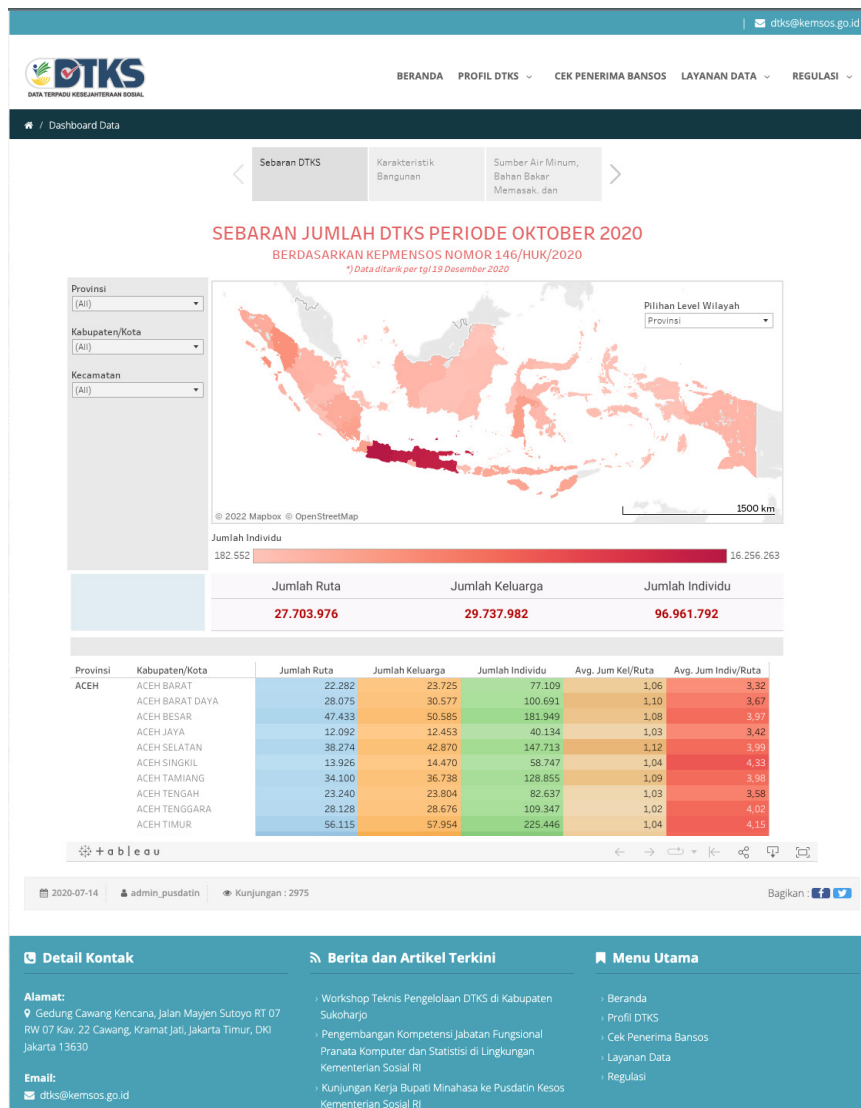 | dtks@kemsos.go.id
DTKS
DATA TERPADU KESEJAHTERAAN SOSIAL
BERANDA PROFIL DTKS CEK PENERIMA BANSOS LAYANAN DATA REGULASI
/ Dashboard Data
Sebaran DTKS
Karakteristik
Bangunan
Sumber Air Minum,
Bahan Bakar
Memasak, dan
SEBARAN JUMLAH DTKS PERIODE OKTOBER 2020
BERDASARKAN KEPMENSOS NOMOR 146/HUK/2020
*) Data ditarik per tgl 19 Desember 2020
Provinsi
(All)
Kabupaten/Kota
(All)
Kecamatan
(All)
Pilihan Level Wilayah
Provinsi
© 2022 Mapbox © OpenStreetMap
1500 km
Jumlah Individu
182.552 16.256.263
Jumlah Ruta Jumlah Keluarga Jumlah Individu
27.703.976 29.737.982 96.961.792
Provinsi Kabupaten/Kota Jumlah Ruta Jumlah Keluarga Jumlah Individu Avg. Jum Kel/Ruta Avg. Jum Indiv/Ruta
ACEH ACEH BARAT 22.282 23.725 77.109 1,06 3,32
ACEH BARAT DAYA 28.075 30.577 100.691 1,10 3,67
ACEH BESAR 47.433 50.585 181.949 1,08 3,97
ACEH JAYA 12.092 12.453 40.134 1,03 3,42
ACEH SELATAN 38.274 42.870 147.713 1,12 3,99
ACEH SINGKIL 13.926 14.470 58.747 1,04 4,33
ACEH TAMIANG 34.100 36.738 128.855 1,09 3,98
ACEH TENGAH 23.240 23.804 82.637 1,03 3,58
ACEH TENGGARA 28.128 28.676 109.347 1,02 4,02
ACEH TIMUR 56.115 57.954 225.446 1,04 4,15
+ableau
2020-07-14 admin_pusdatin Kunjungan : 2975 Bagikan :
Detail Kontak
Alamat:
Gedung Cawang Kencana, Jalan Mayjen Sutoyo RT 07
RW 07 Kav. 22 Cawang, Kramat Jati, Jakarta Timur, DKI
Jakarta 13630
Email:
dtks@kemsos.go.id
Berita dan Artikel Terkini
› Workshop Teknis Pengelolaan DTKS di Kabupaten
Sukoharjo
› Pengembangan Kompetensi Jabatan Fungsional
Pranata Komputer dan Statistisi di Lingkungan
Kementerian Sosial RI
› Kunjungan Kerja Bupati Minahasa ke Pusdatin Kesos
Kementerian Sosial RI
Menu Utama
› Beranda
› Profil DTKS
› Cek Penerima Bansos
› Layanan Data
› Regulasi